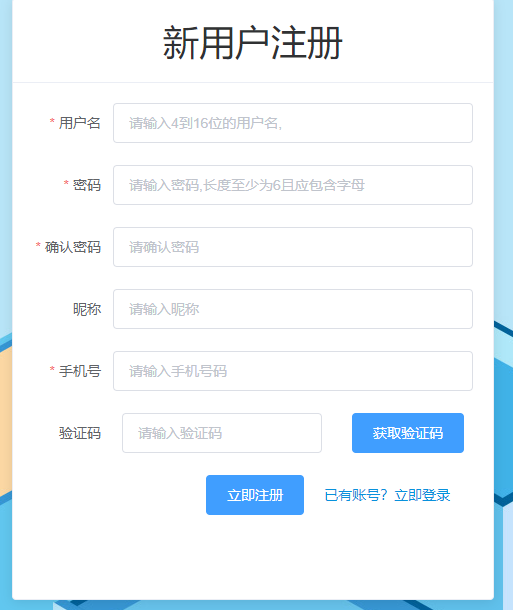 新用户注册
* 用户名 请输入4到16位的用户名,
* 密码 请输入密码,长度至少为6且应包含字母
* 确认密码 请确认密码
昵称 请输入昵称
* 手机号 请输入手机号码
验证码 请输入验证码 获取验证码
立即注册 已有账号？立即登录